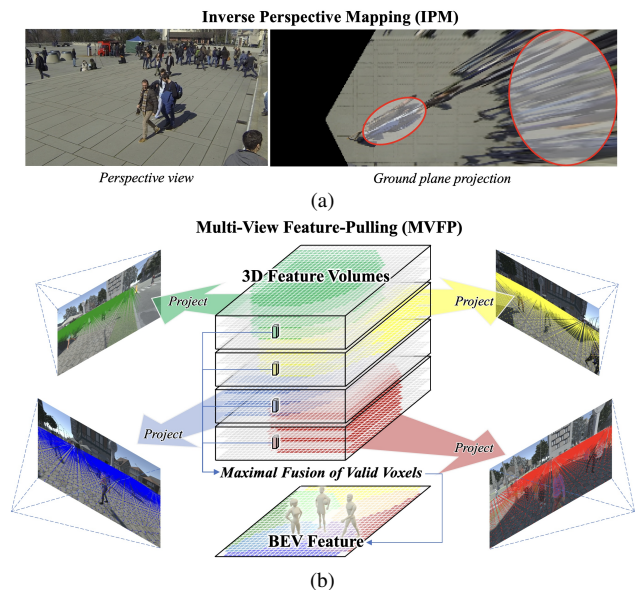 Inverse Perspective Mapping (IPM)
Perspective view
Ground plane projection
(a)
Multi-View Feature-Pulling (MVFP)
3D Feature Volumes
Project
Project
Project
Project
Maximal Fusion of Valid Voxels
BEV Feature
(b)